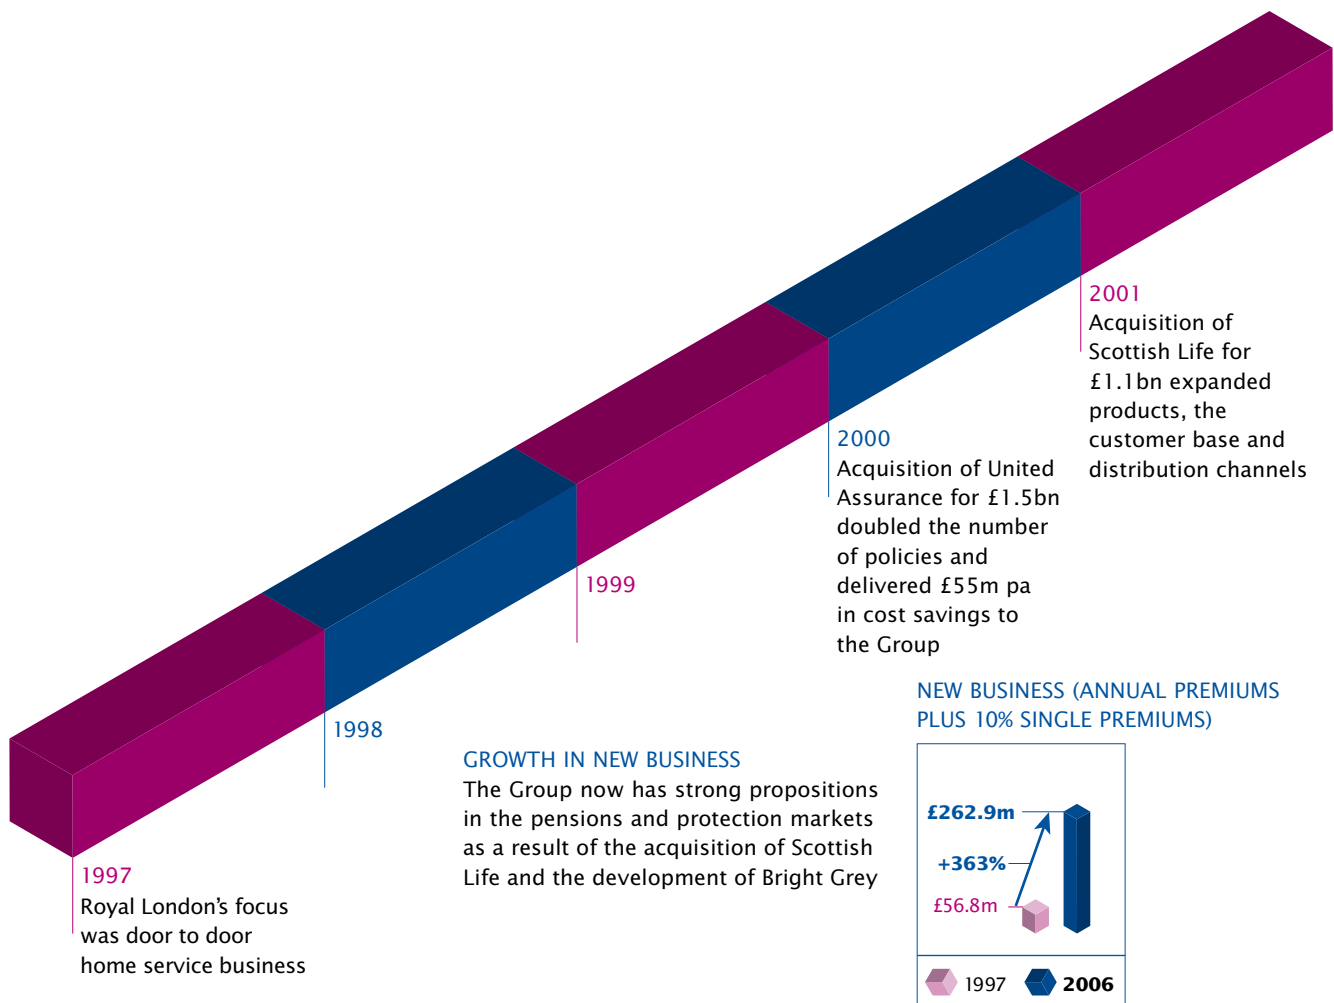 2001
Acquisition of
Scottish Life for
£1.1bn expanded
products, the
customer base and
distribution channels
2000
Acquisition of United
Assurance for £1.5bn
doubled the number
of policies and
delivered £55m pa
in cost savings to
the Group
1999
1998
1997
Royal London’s focus
was door to door
home service business
GROWTH IN NEW BUSINESS
The Group now has strong propositions
in the pensions and protection markets
as a result of the acquisition of Scottish
Life and the development of Bright Grey
NEW BUSINESS (ANNUAL PREMIUMS
PLUS 10% SINGLE PREMIUMS)
£262.9m
+363%
£56.8m
1997 2006